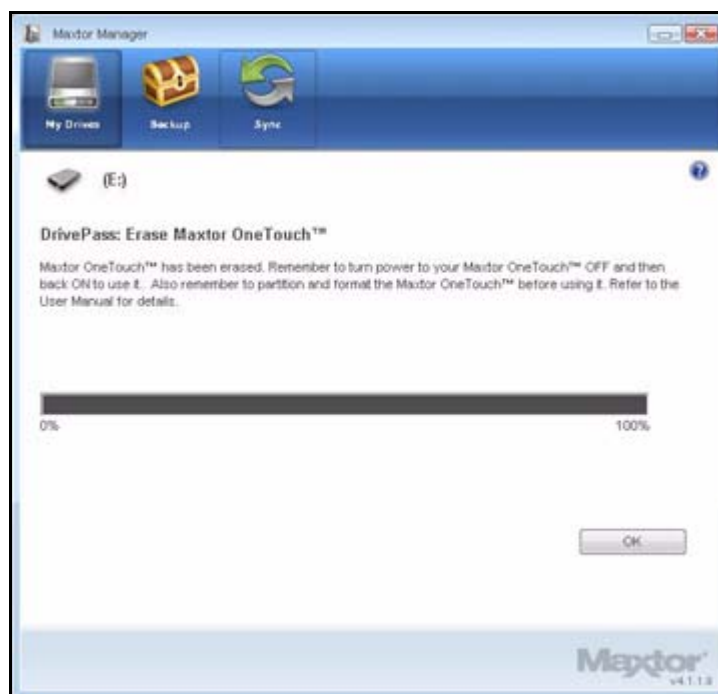 Maxtor Manager
My Drives
Backup
Sync
(E:)
DrivePass: Erase Maxtor OneTouch™
Maxtor OneTouch™ has been erased. Remember to turn power to your Maxtor OneTouch™ OFF and then
back ON to use it. Also remember to partition and format the Maxtor OneTouch™ before using it. Refer to the
User Manual for details.
0%
100%
OK
Maxtor